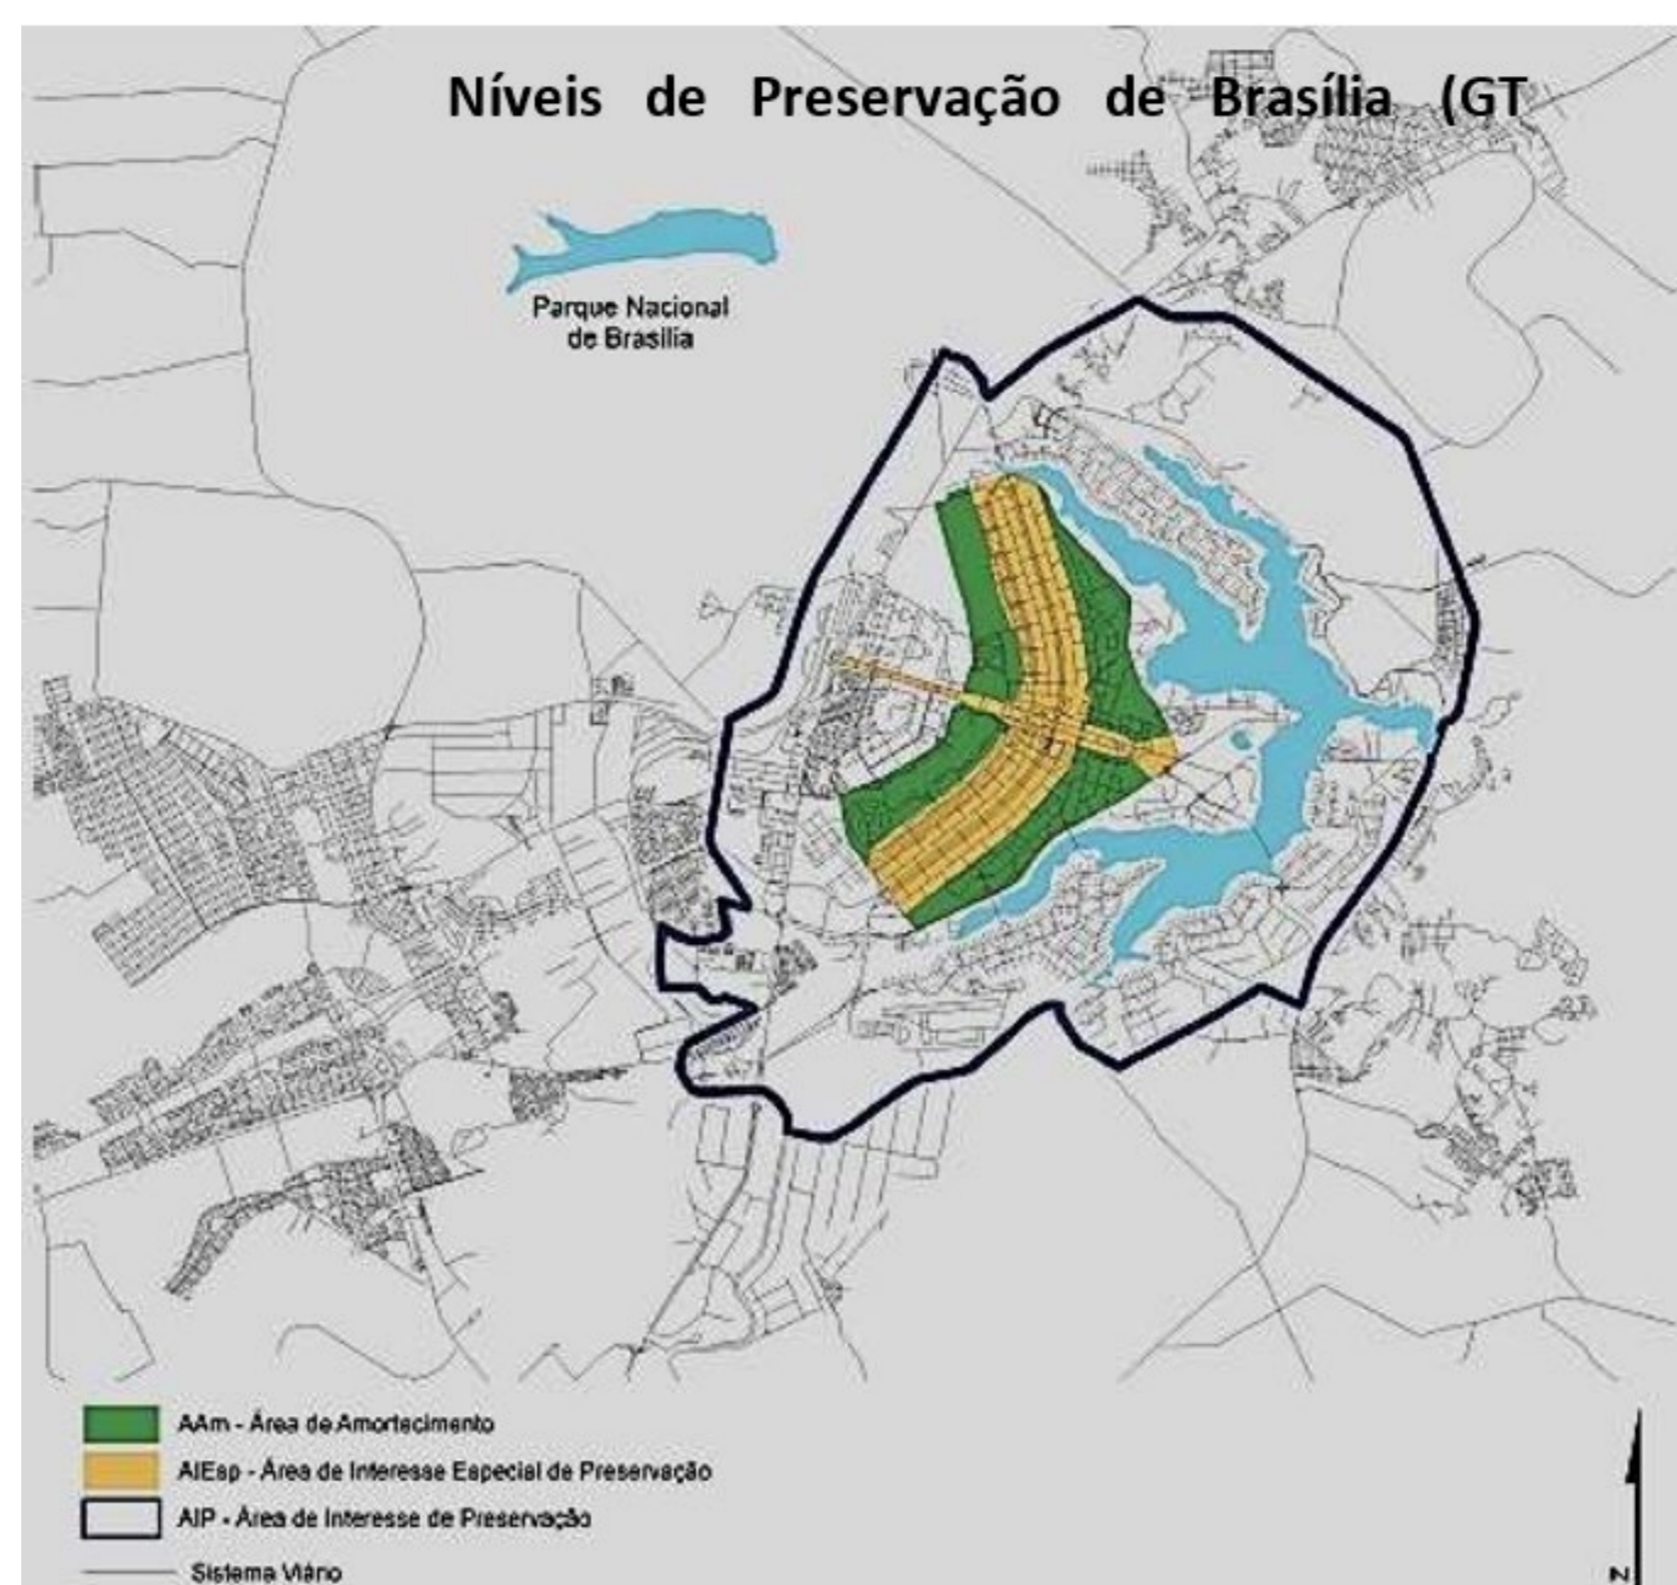 Níveis de Preservação de Brasília (GT
Parque Nacional
de Brasília
AAm - Área de Amortecimento
AIEsp - Área de Interesse Especial de Preservação
AIP - Área de Interesse de Preservação
Sistema Viário
N